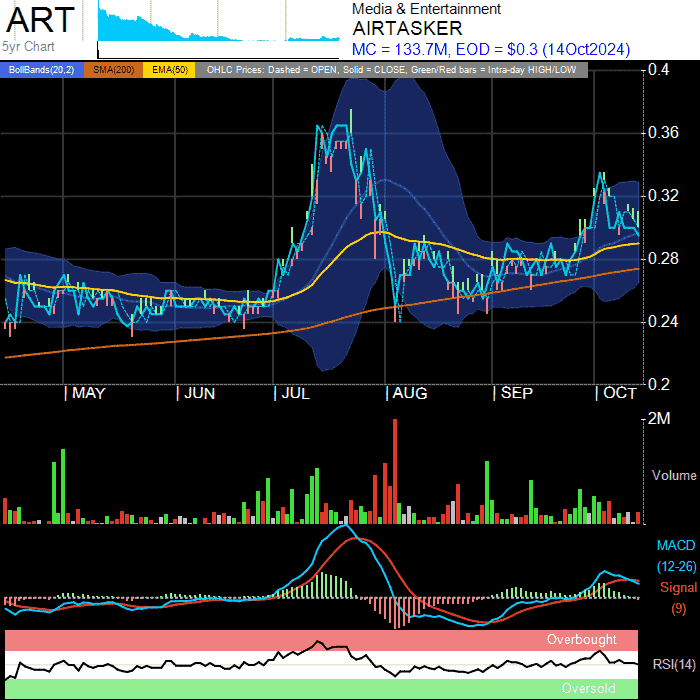 ART
5yr Chart
Media & Entertainment
AIRTASKER
MC = 133.7M, EOD = $0.3 (14Oct2024)
BollBands(20,2) SMA(200) EMA(50) OHLC Prices: Dashed = OPEN, Solid = CLOSE, Green/Red bars = Intra-day HIGH/LOW
0.4
0.36
0.32
0.28
0.24
0.2
MAY JUN JUL AUG SEP OCT
2M
Volume
MACD
(12-26)
Signal
(9)
Overbought
RSI(14)
Oversold